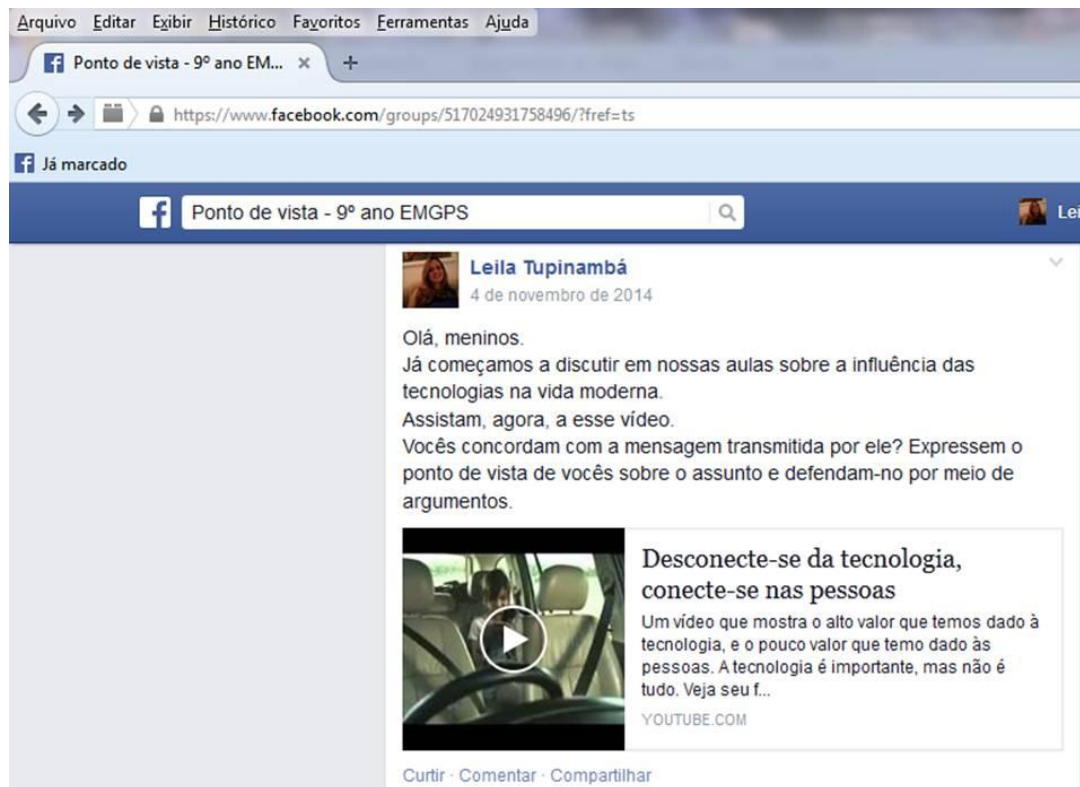 Arquivo Editar Exibir Histórico Favoritos Ferramentas Ajuda
Ponto de vista - 9º ano EM... × +
https://www.facebook.com/groups/517024931758496/?fref=ts
Já marcado
Ponto de vista - 9º ano EMGPS
Lei
Leila Tupinambá
4 de novembro de 2014
Olá, meninos.
Já começamos a discutir em nossas aulas sobre a influência das
tecnologias na vida moderna.
Assistam, agora, a esse vídeo.
Vocês concordam com a mensagem transmitida por ele? Expressem o
ponto de vista de vocês sobre o assunto e defendam-no por meio de
argumentos.
Desconecte-se da tecnologia,
conecte-se nas pessoas
Um vídeo que mostra o alto valor que temos dado à
tecnologia, e o pouco valor que temo dado às
pessoas. A tecnologia é importante, mas não é
tudo. Veja seu f...
YOUTUBE.COM
Curtir · Comentar · Compartilhar